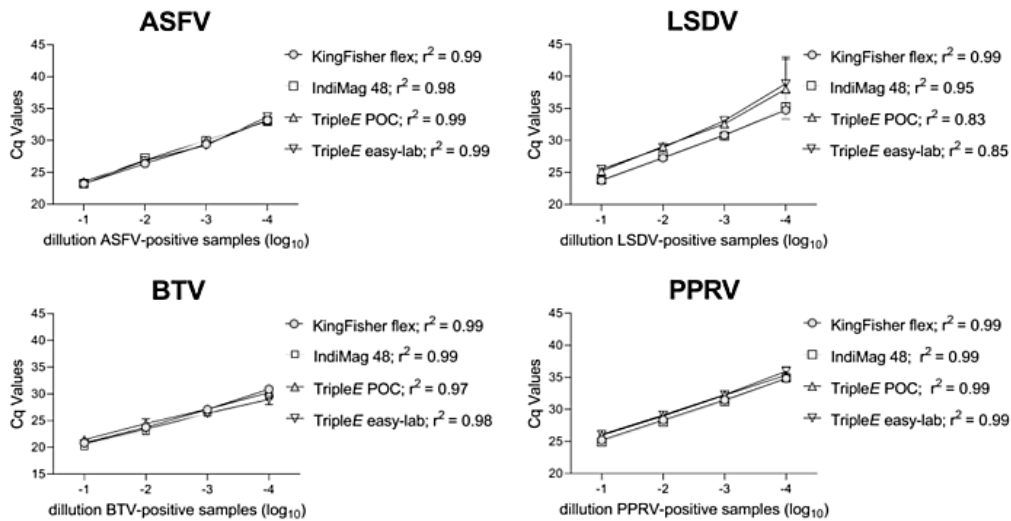 ASFV
45
40
35
30
25
20
Cq Values
-1 -2 -3 -4
dillution ASFV-positive samples (log10)
KingFisher flex; r2 = 0.99
IndiMag 48; r2 = 0.98
TripleE POC; r2 = 0.99
TripleE easy-lab; r2 = 0.99
LSDV
45
40
35
30
25
20
Cq Values
-1 -2 -3 -4
dillution LSDV-positive samples (log10)
KingFisher flex; r2 = 0.99
IndiMag 48; r2 = 0.95
TripleE POC; r2 = 0.83
TripleE easy-lab; r2 = 0.85
BTV
45
40
35
30
25
20
15
Cq Values
-1 -2 -3 -4
dillution BTV-positive samples (log10)
KingFisher flex; r2 = 0.99
IndiMag 48; r2 = 0.99
TripleE POC; r2 = 0.97
TripleE easy-lab; r2 = 0.98
PPRV
45
40
35
30
25
20
Cq Values
-1 -2 -3 -4
dillution PPRV-positive samples (log10)
KingFisher flex; r2 = 0.99
IndiMag 48; r2 = 0.99
TripleE POC; r2 = 0.99
TripleE easy-lab; r2 = 0.99